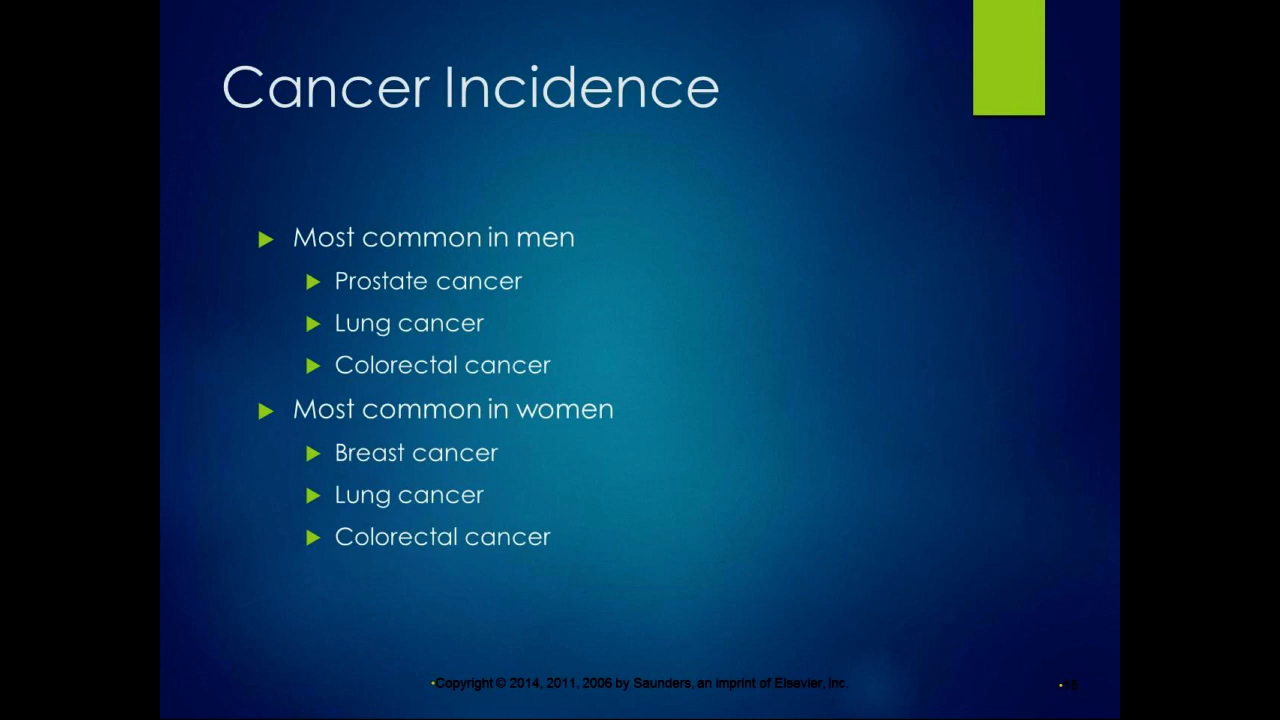 Cancer Incidence
Most common in men
Prostate cancer
Lung cancer
Colorectal cancer
Most common in women
Breast cancer
Lung cancer
Colorectal cancer
•Copyright © 2014, 2011, 2006 by Saunders, an imprint of Elsevier, Inc.